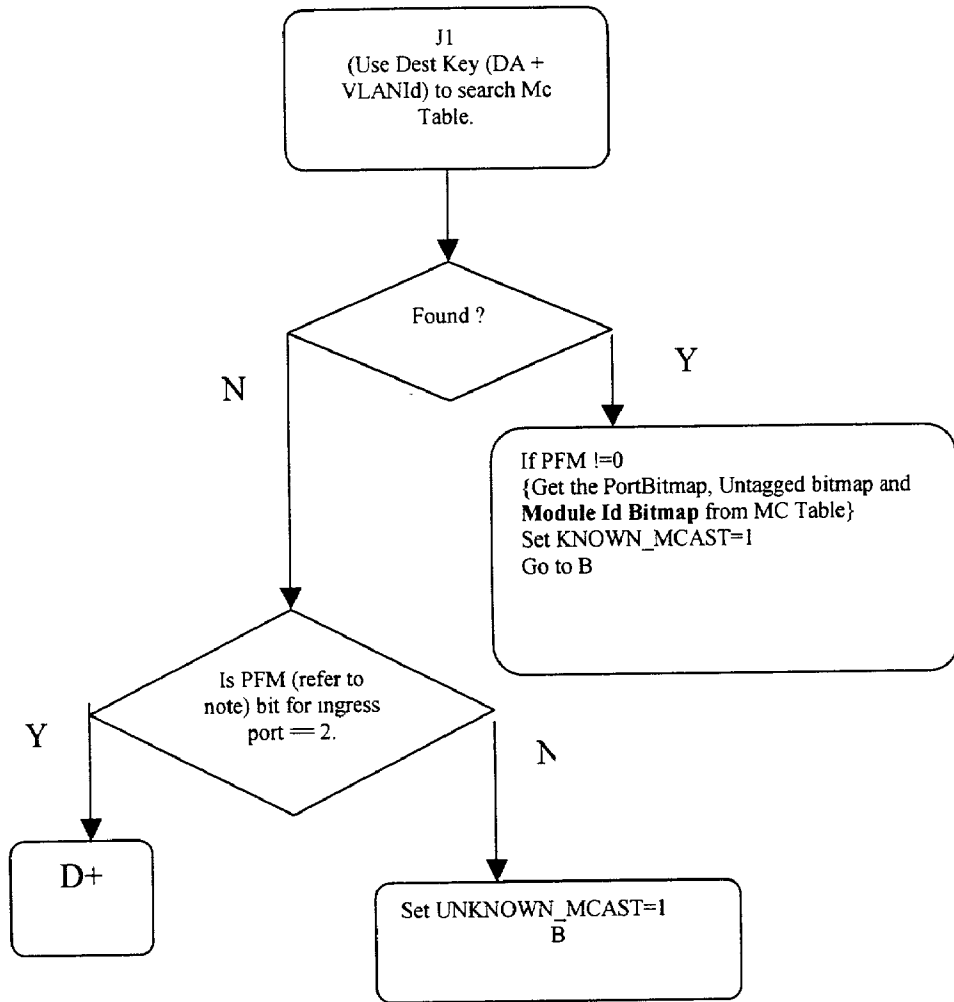 J1
(Use Dest Key (DA +
VLANId) to search Mc
Table.
Found ?
N
Y
If PFM !=0
{Get the PortBitmap, Untagged bitmap and
Module Id Bitmap from MC Table}
Set KNOWN_MCAST=1
Go to B
Is PFM (refer to
note) bit for ingress
port == 2.
Y
N
D+
Set UNKNOWN_MCAST=1
B